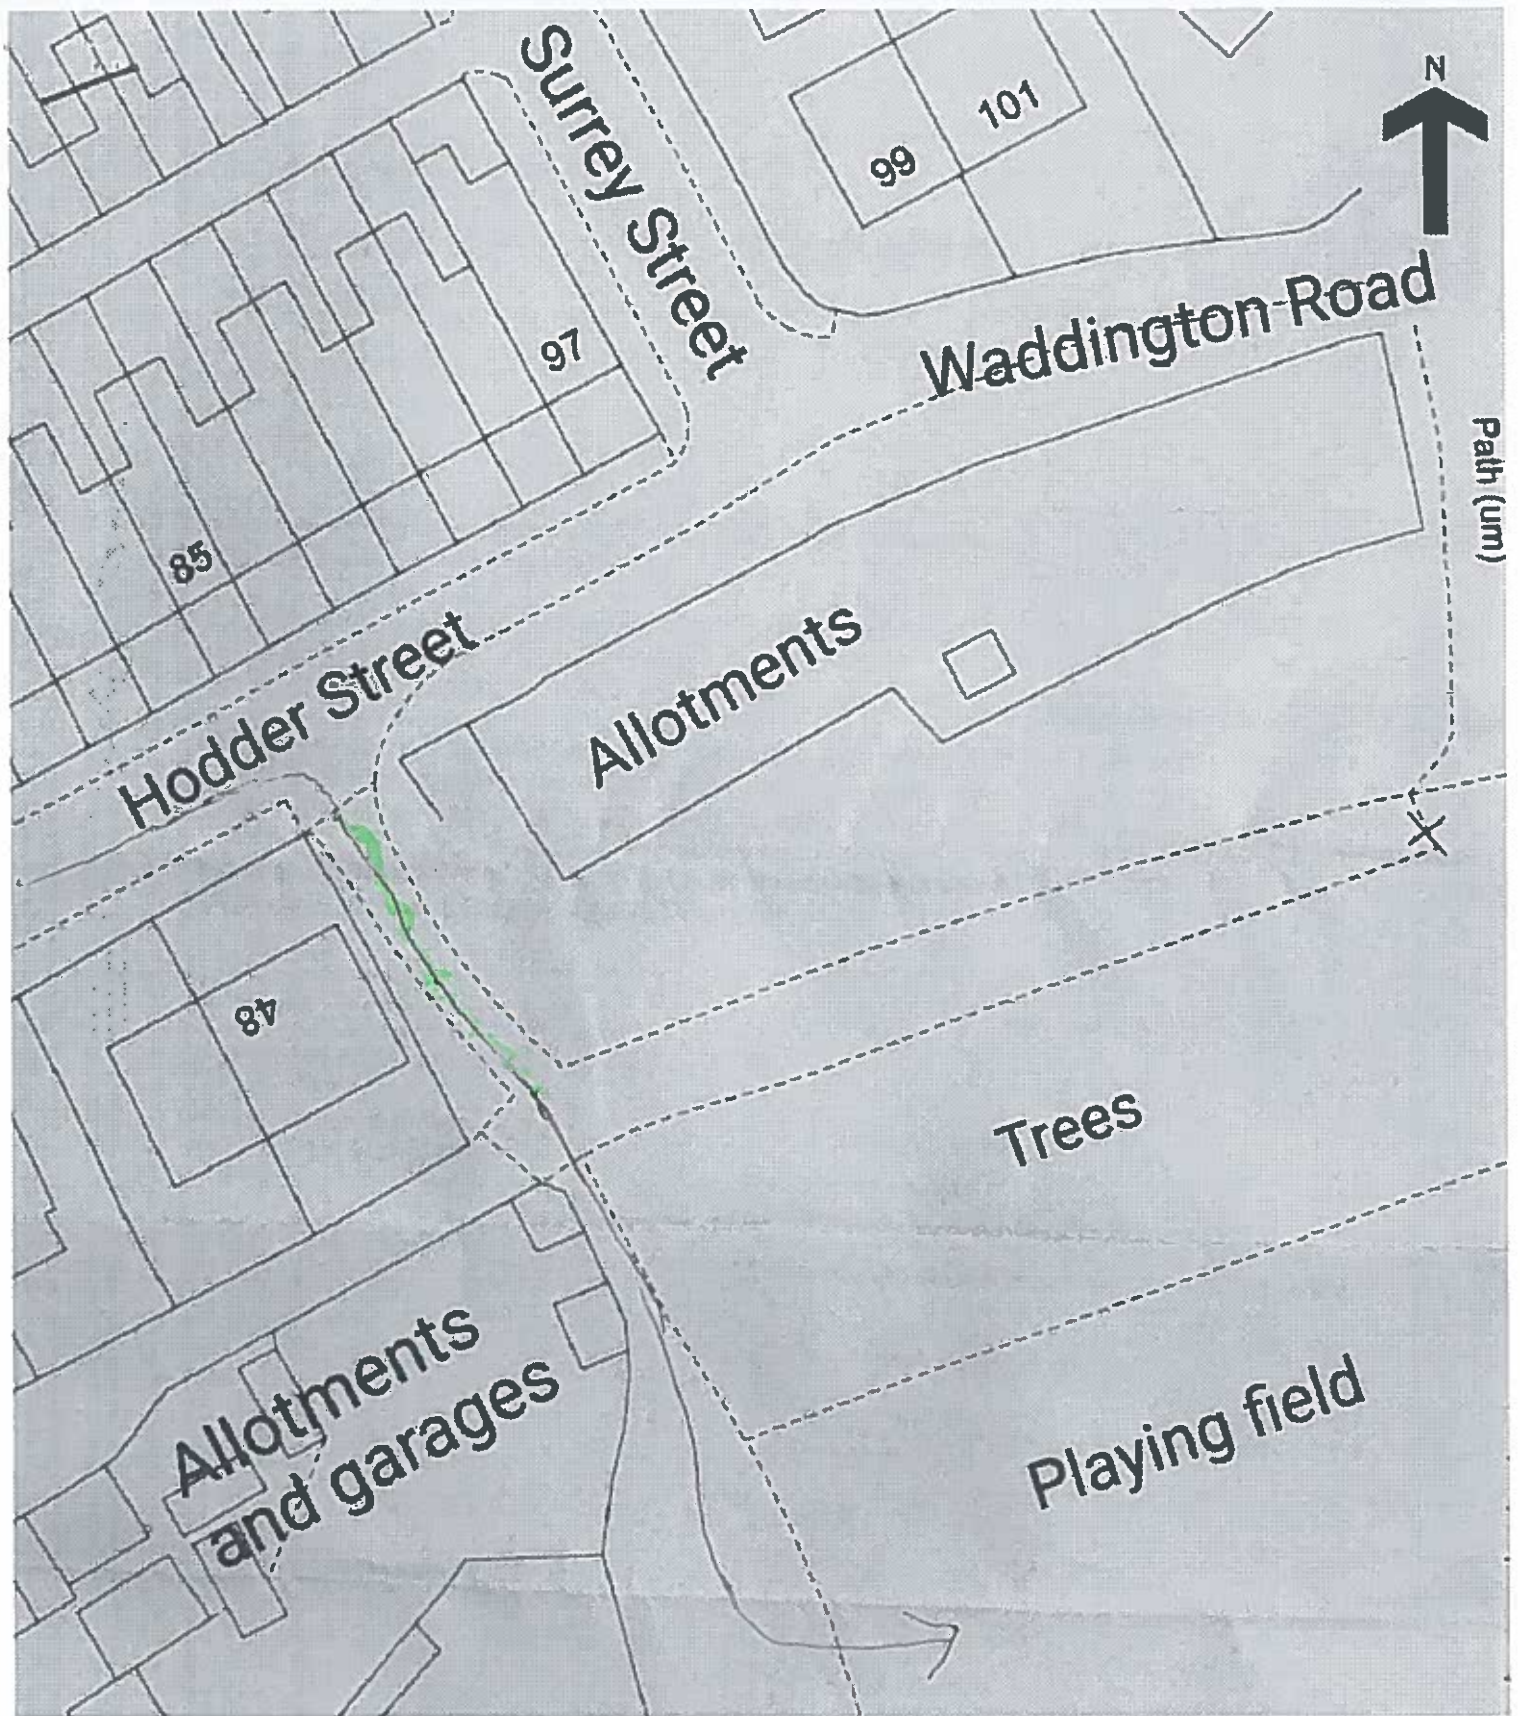 Surrey Street
N
101
99
Waddington Road
97
Path (um)
85
Allotments
Hodder Street
48
Trees
Allotments
and garages
Playing field